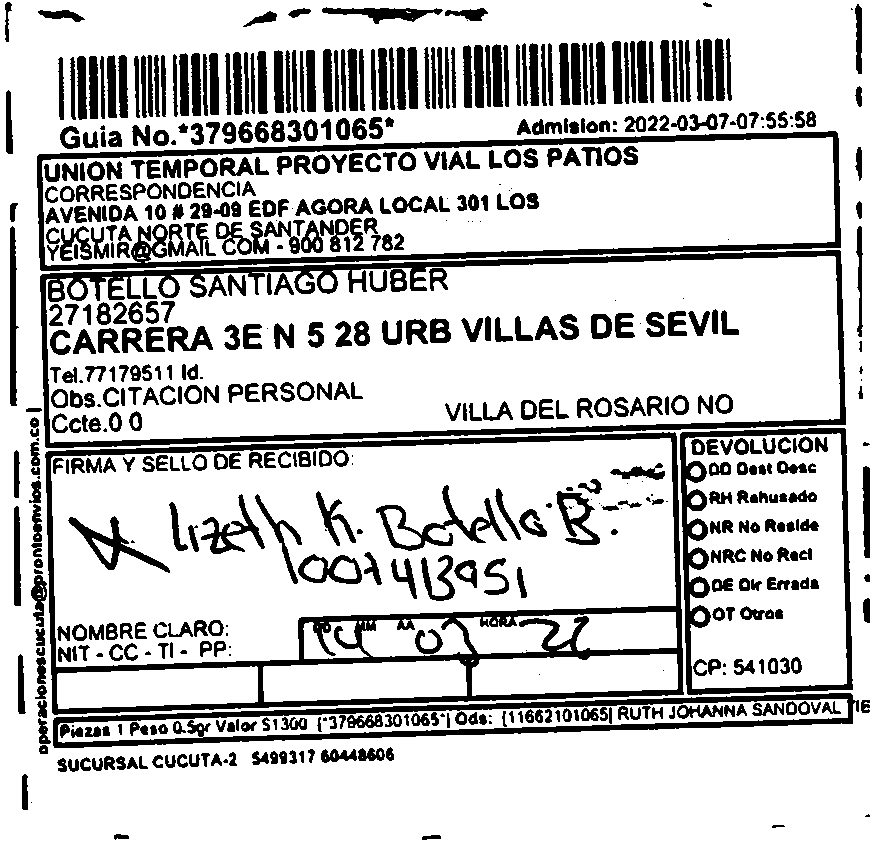 Guia No.*379668301065*
Admision: 2022-03-07-07:55:58
UNION TEMPORAL PROYECTO VIAL LOS PATIOS
CORRESPONDENCIA
AVENIDA 10 # 29-09 EDF AGORA LOCAL 301 LOS
CUCUTA NORTE DE SANTANDER
YEISMIR@GMAIL COM - 900 812 782
BOTELLO SANTIAGO HUBER
27182657
CARRERA 3E N 5 28 URB VILLAS DE SEVIL
Tel.77179511 Id.
Obs.CITACION PERSONAL
Ccte.0 0
VILLA DEL ROSARIO NO
FIRMA Y SELLO DE RECIBIDO:
lizeth K. Botello B.
1007413951
NOMBRE CLARO:
NIT - CC - TI - PP:
DD MM AA HORA
14 03 22
DEVOLUCION
DD Dest Desc
RH Rehusado
NR No Reside
NRC No Recl
DE Dir Errada
OT Otros
CP: 541030
Piezas 1 Peso 0.5gr Valor $1300 {*379668301065*} Ods: {11662101065} RUTH JOHANNA SANDOVAL TIE
SUCURSAL CUCUTA-2 5499317 60448606
operacionescucuta@prontoenvios.com.co